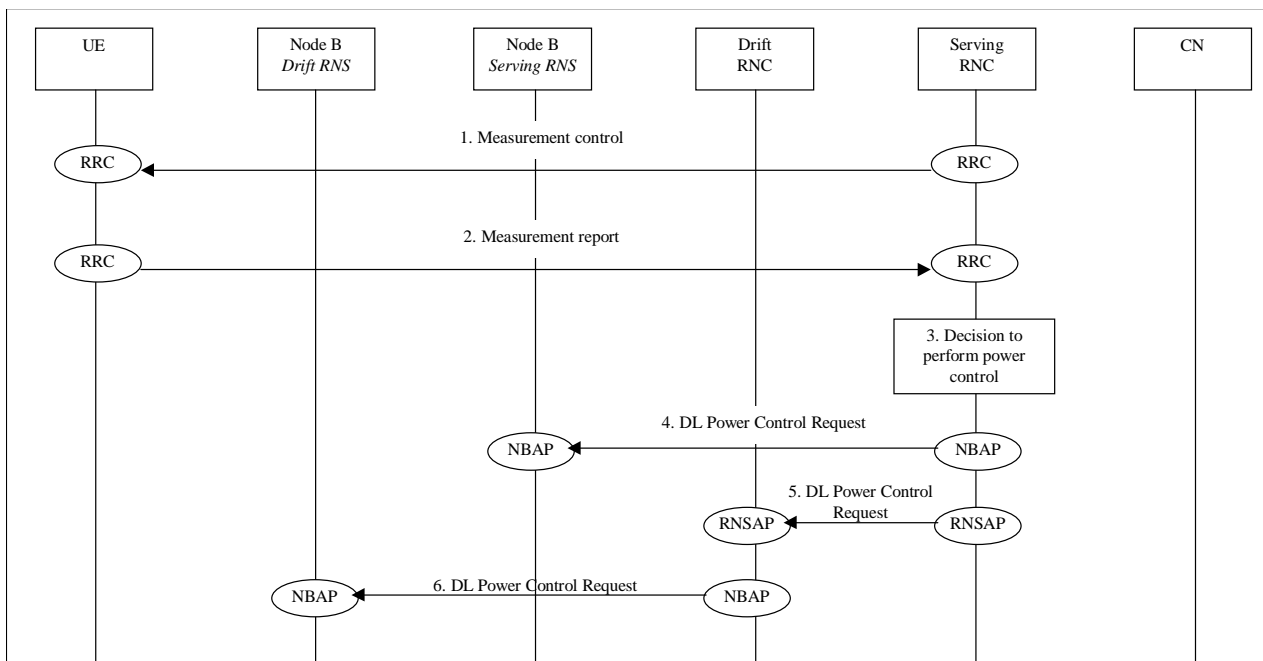 UE
Node B
Drift RNS
Node B
Serving RNS
Drift
RNC
Serving
RNC
CN
1. Measurement control
RRC
RRC
2. Measurement report
RRC
RRC
3. Decision to
perform power
control
4. DL Power Control Request
NBAP
NBAP
5. DL Power Control
Request
RNSAP
RNSAP
6. DL Power Control Request
NBAP
NBAP